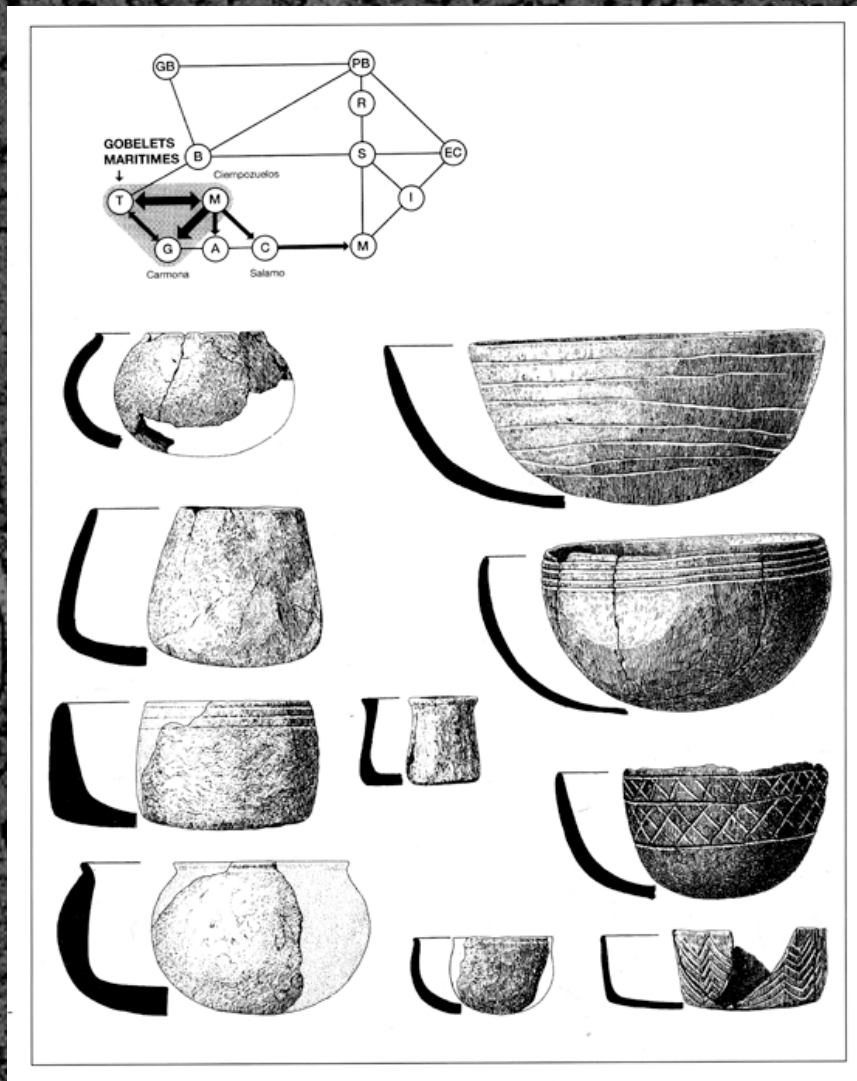 GB
PB
R
GOBELETS
MARITIMES
B
S
EC
Ciempozuelos
T
M
I
G
A
C
M
Carmona
Salamo